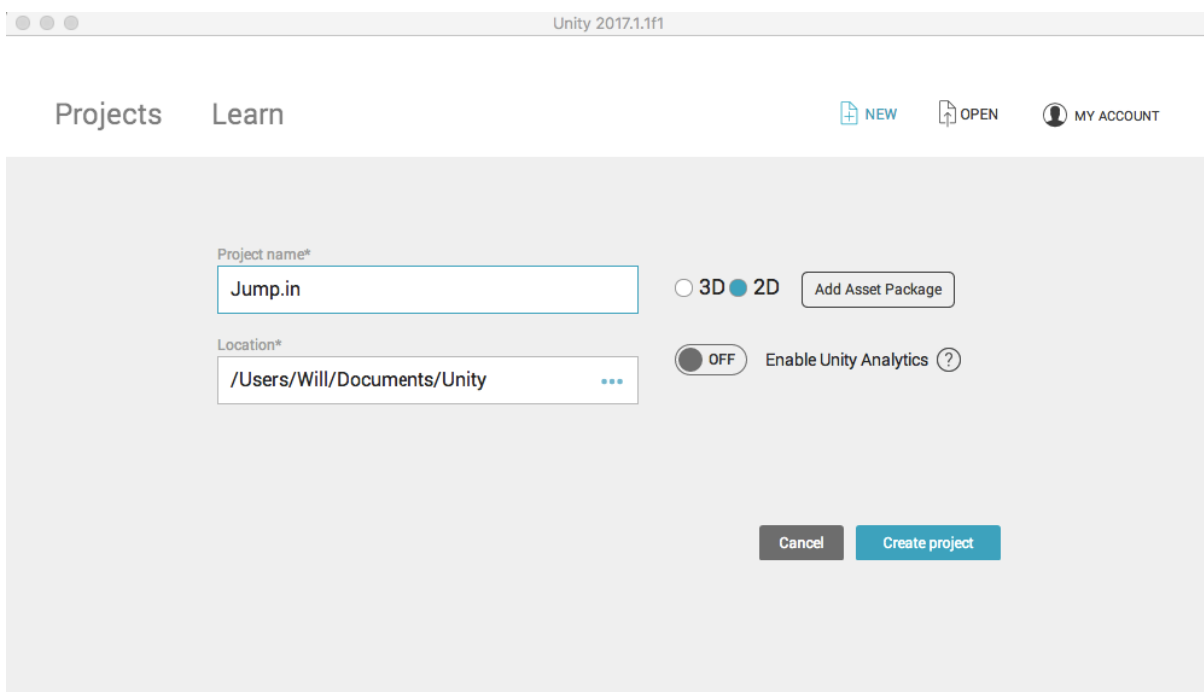 Unity 2017.1.1f1
Projects Learn NEW OPEN MY ACCOUNT
Project name*
Jump.in 3D 2D Add Asset Package
Location*
/Users/Will/Documents/Unity ••• OFF Enable Unity Analytics ?
Cancel Create project